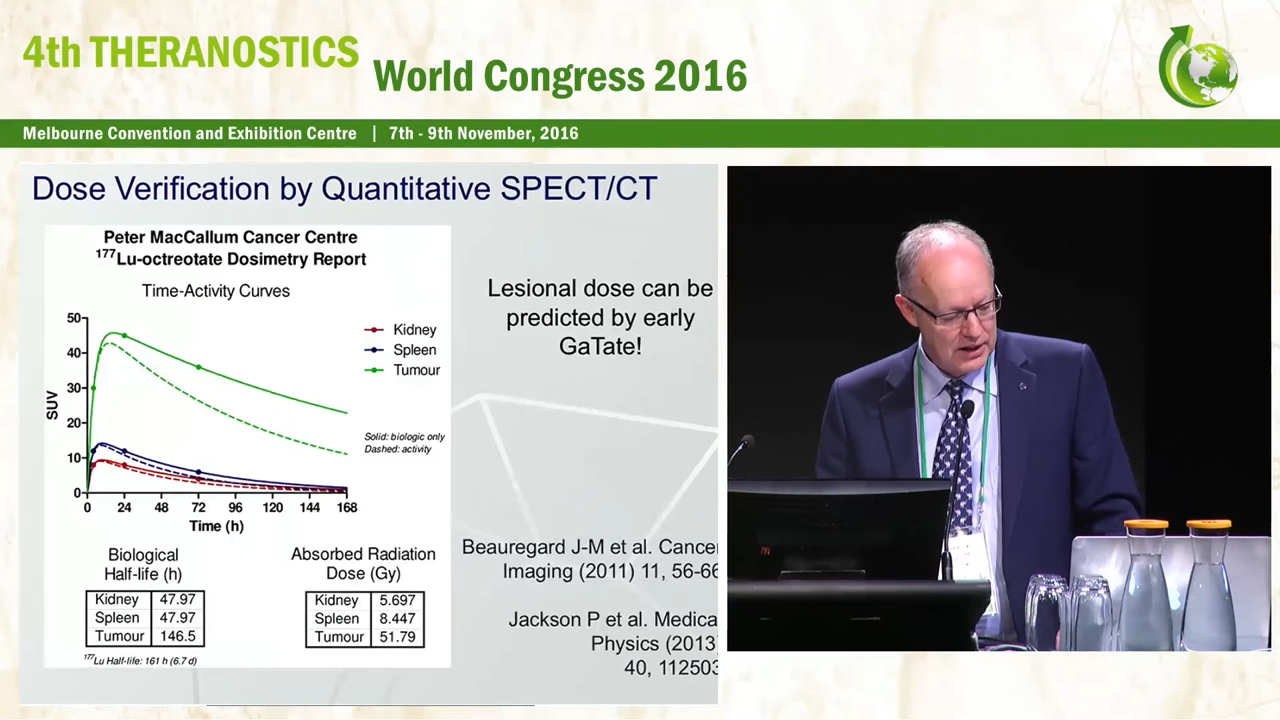 4th THERANOSTICS
World Congress 2016
Melbourne Convention and Exhibition Centre | 7th - 9th November, 2016
Dose Verification by Quantitative SPECT/CT
Peter MacCallum Cancer Centre
¹⁷⁷Lu-octreotate Dosimetry Report
Time-Activity Curves
50
40
30
20
10
0
SUV
0 24 48 72 96 120 144 168
Time (h)
Kidney
Spleen
Tumour
Solid: biologic only
Dashed: activity
Biological
Half-life (h)
Kidney 47.97
Spleen 47.97
Tumour 146.5
¹⁷⁷Lu Half-life: 161 h (6.7 d)
Absorbed Radiation
Dose (Gy)
Kidney 5.697
Spleen 8.447
Tumour 51.79
Lesional dose can be
predicted by early
GaTate!
Beauregard J-M et al. Cancer
Imaging (2011) 11, 56-66
Jackson P et al. Medica
Physics (2013)
40, 112503